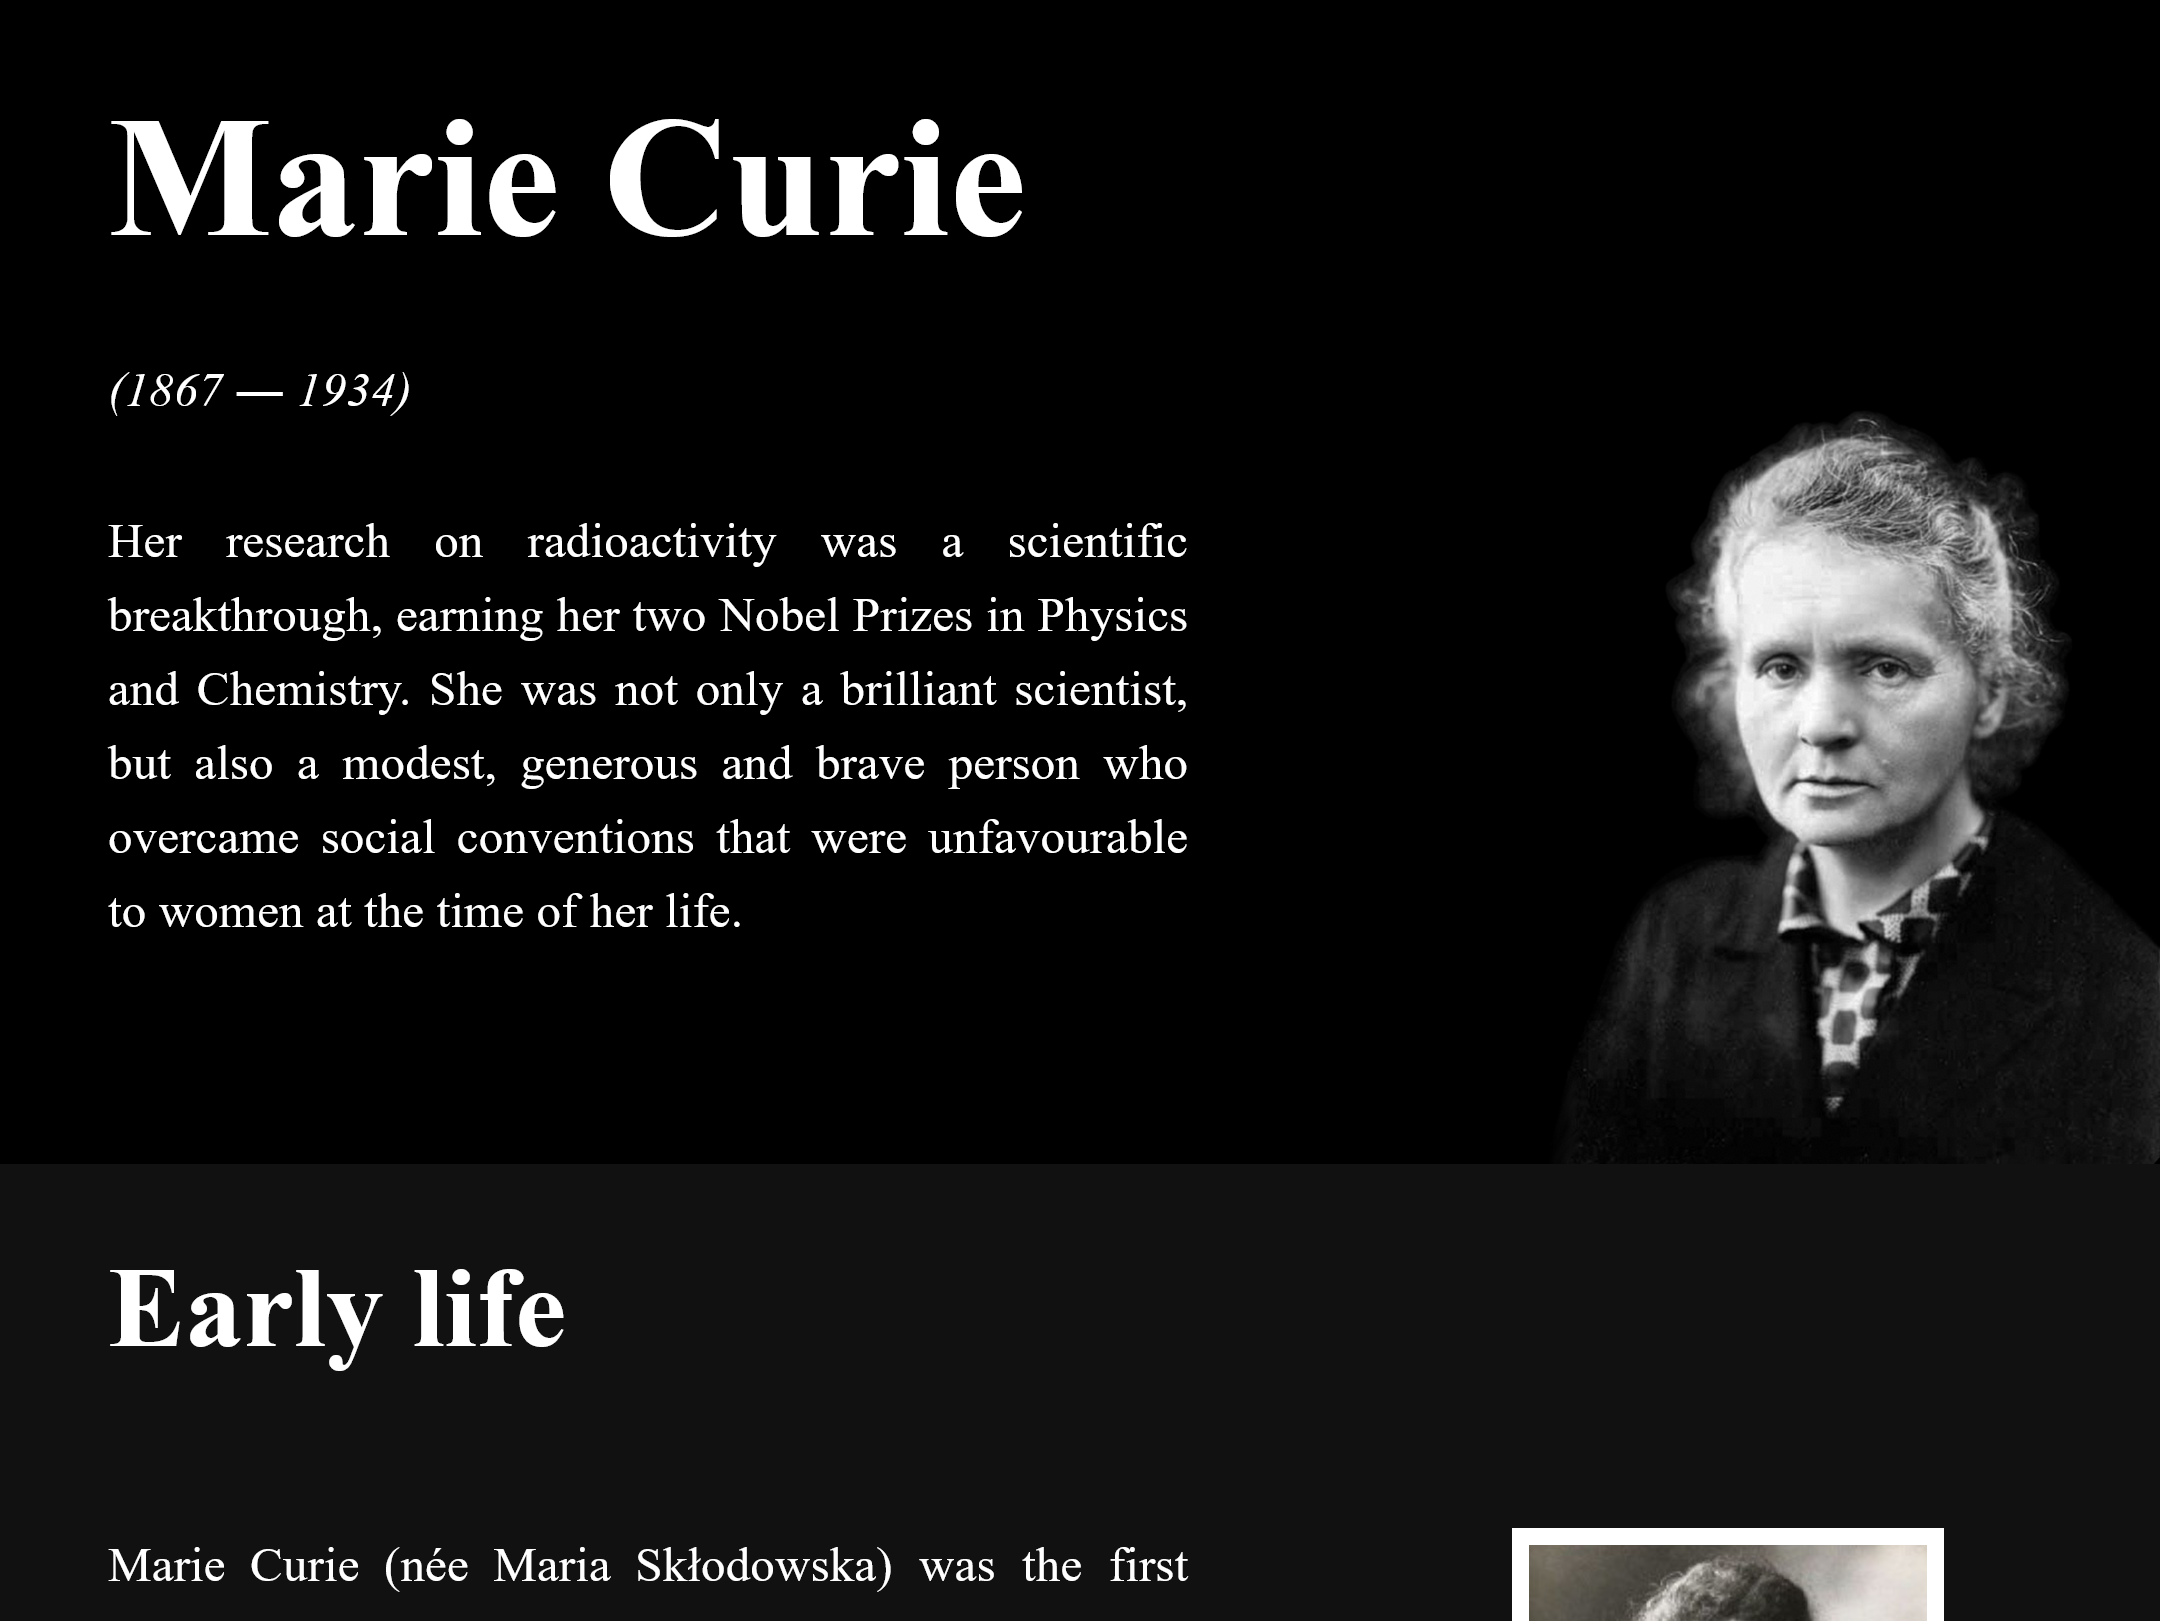 Marie Curie
(1867 — 1934)
Her research on radioactivity was a scientific
breakthrough, earning her two Nobel Prizes in Physics
and Chemistry. She was not only a brilliant scientist,
but also a modest, generous and brave person who
overcame social conventions that were unfavourable
to women at the time of her life.
Early life
Marie Curie (née Maria Skłodowska) was the first